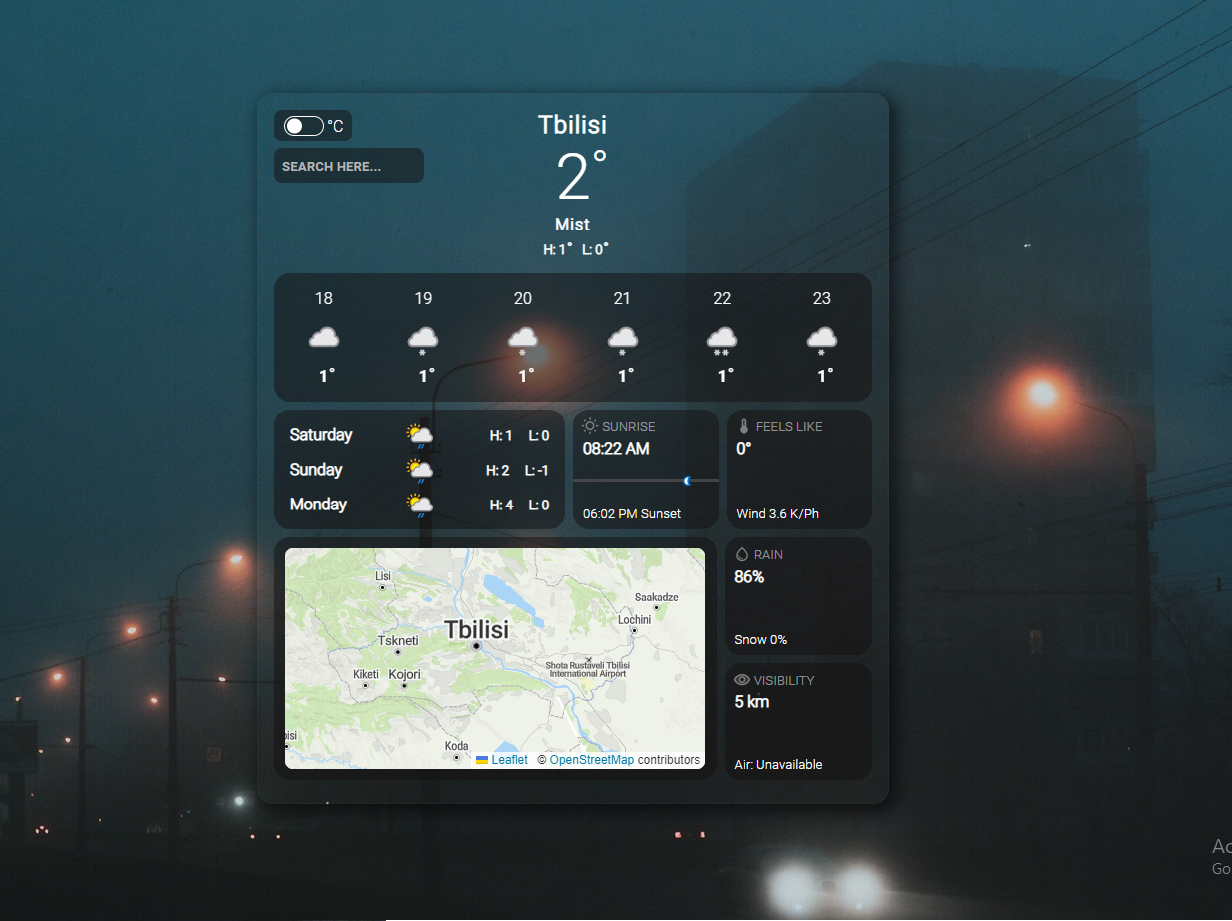 °C
SEARCH HERE...
Tbilisi
2°
Mist
H: 1° L: 0°
18 19 20 21 22 23
* * * ** *
1° 1° 1° 1° 1° 1°
Saturday H: 1 L: 0
Sunday H: 2 L: -1
Monday H: 4 L: 0
SUNRISE
08:22 AM
06:02 PM Sunset
FEELS LIKE
0°
Wind 3.6 K/Ph
Lisi
Saakadze
Lochini
Tbilisi
Tskneti
Shota Rustaveli Tbilisi
International Airport
Kiketi Kojori
Koda
Leaflet © OpenStreetMap contributors
RAIN
86%
Snow 0%
VISIBILITY
5 km
Air: Unavailable